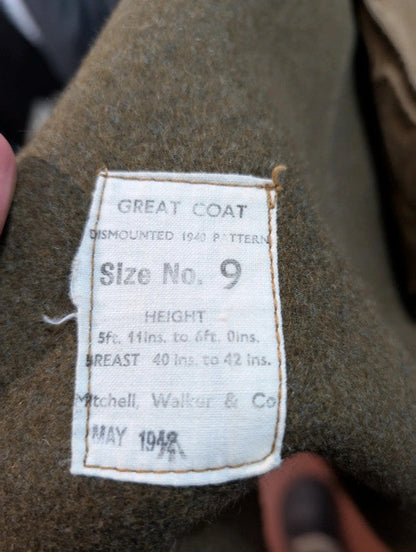 GREAT COAT
DISMOUNTED 1940 P TTERN
Size No. 9
HEIGHT
5ft. 11ins. to 6ft. 0ins.
BREAST 40 ins. to 42 ins.
Mitchell, Walker & Co
MAY